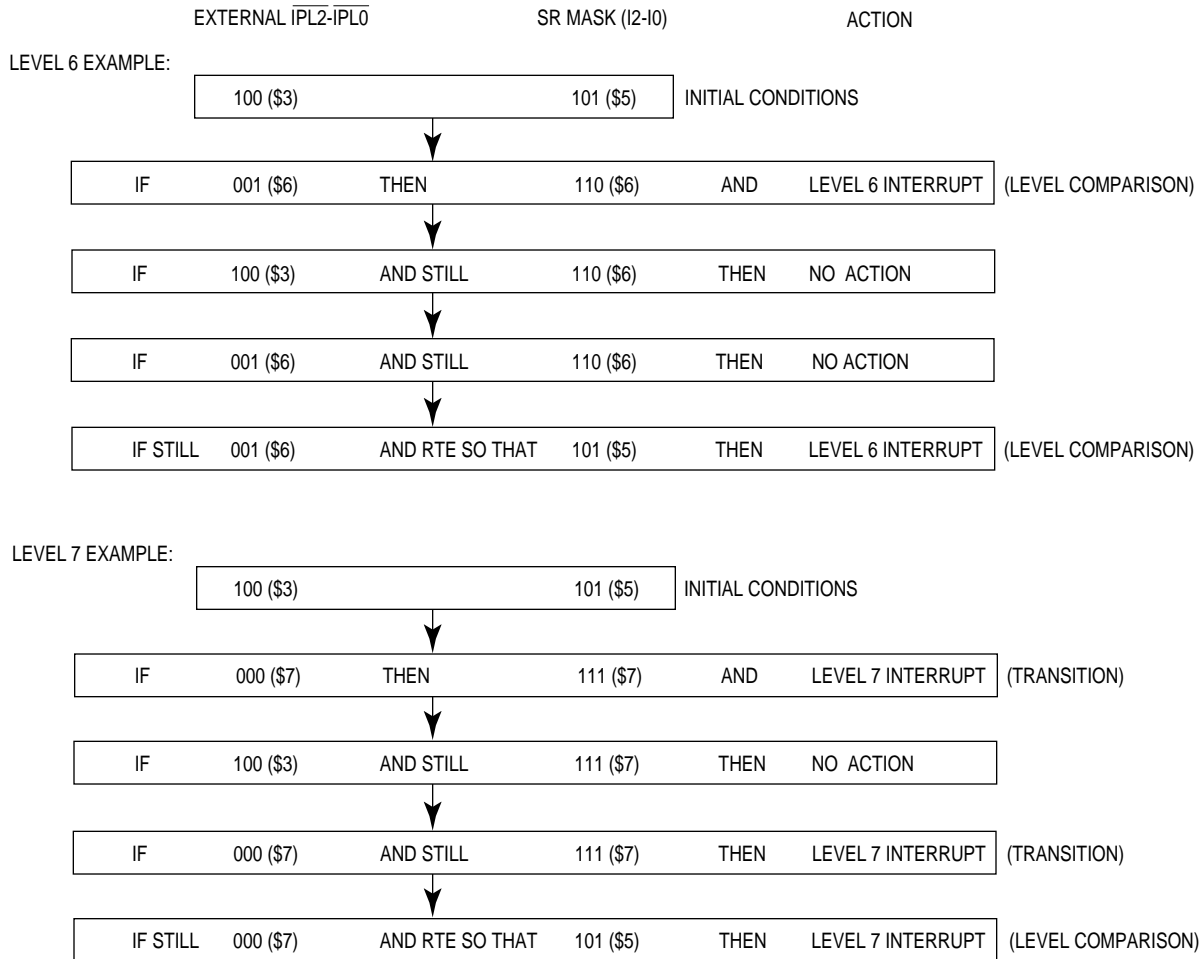 EXTERNAL IPL2-IPL0 SR MASK (I2-I0) ACTION
LEVEL 6 EXAMPLE:
100 ($3) 101 ($5) INITIAL CONDITIONS
IF 001 ($6) THEN 110 ($6) AND LEVEL 6 INTERRUPT (LEVEL COMPARISON)
IF 100 ($3) AND STILL 110 ($6) THEN NO ACTION
IF 001 ($6) AND STILL 110 ($6) THEN NO ACTION
IF STILL 001 ($6) AND RTE SO THAT 101 ($5) THEN LEVEL 6 INTERRUPT (LEVEL COMPARISON)
LEVEL 7 EXAMPLE:
100 ($3) 101 ($5) INITIAL CONDITIONS
IF 000 ($7) THEN 111 ($7) AND LEVEL 7 INTERRUPT (TRANSITION)
IF 100 ($3) AND STILL 111 ($7) THEN NO ACTION
IF 000 ($7) AND STILL 111 ($7) THEN LEVEL 7 INTERRUPT (TRANSITION)
IF STILL 000 ($7) AND RTE SO THAT 101 ($5) THEN LEVEL 7 INTERRUPT (LEVEL COMPARISON)